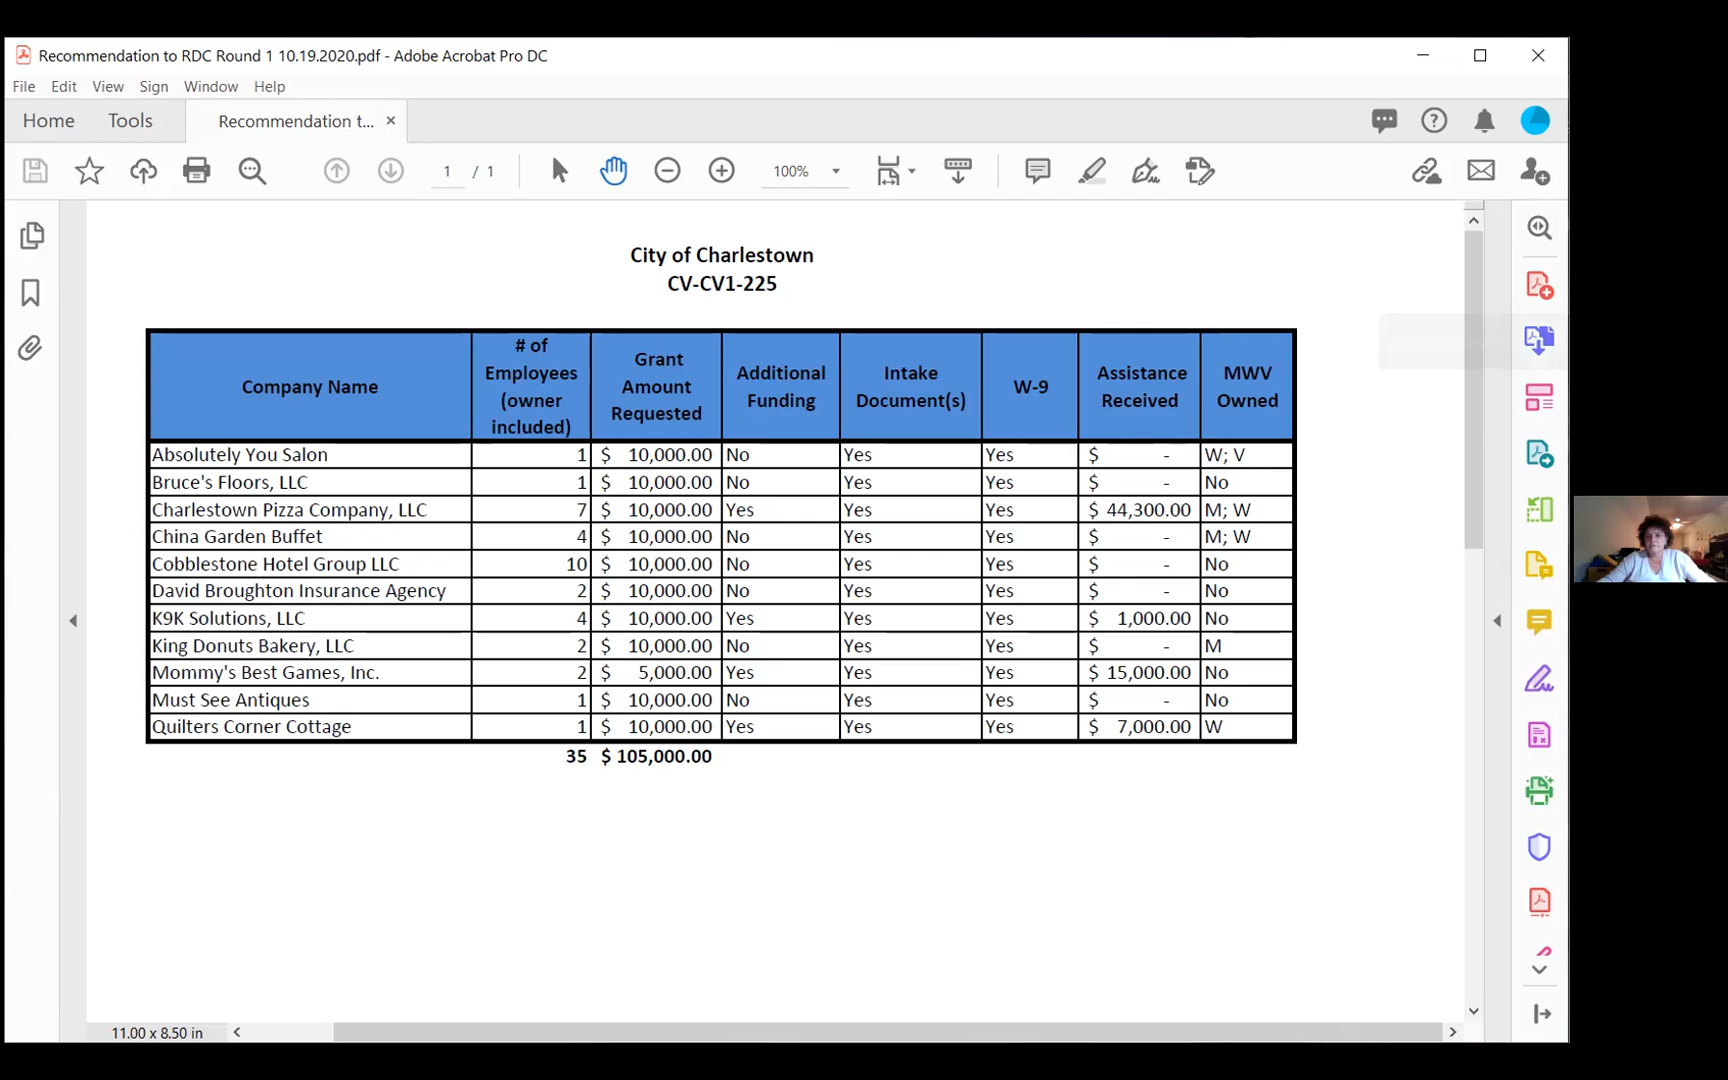 Recommendation to RDC Round 1 10.19.2020.pdf - Adobe Acrobat Pro DC
File Edit View Sign Window Help
Home Tools Recommendation t... ×
1 / 1 100%
City of Charlestown
CV-CV1-225
Company Name # of Employees (owner included) Grant Amount Requested Additional Funding Intake Document(s) W-9 Assistance Received MWV Owned
Absolutely You Salon 1 $ 10,000.00 No Yes Yes $ - W; V
Bruce's Floors, LLC 1 $ 10,000.00 No Yes Yes $ - No
Charlestown Pizza Company, LLC 7 $ 10,000.00 Yes Yes Yes $ 44,300.00 M; W
China Garden Buffet 4 $ 10,000.00 No Yes Yes $ - M; W
Cobblestone Hotel Group LLC 10 $ 10,000.00 No Yes Yes $ - No
David Broughton Insurance Agency 2 $ 10,000.00 No Yes Yes $ - No
K9K Solutions, LLC 4 $ 10,000.00 Yes Yes Yes $ 1,000.00 No
King Donuts Bakery, LLC 2 $ 10,000.00 No Yes Yes $ - M
Mommy's Best Games, Inc. 2 $ 5,000.00 Yes Yes Yes $ 15,000.00 No
Must See Antiques 1 $ 10,000.00 No Yes Yes $ - No
Quilters Corner Cottage 1 $ 10,000.00 Yes Yes Yes $ 7,000.00 W
35 $ 105,000.00
11.00 x 8.50 in